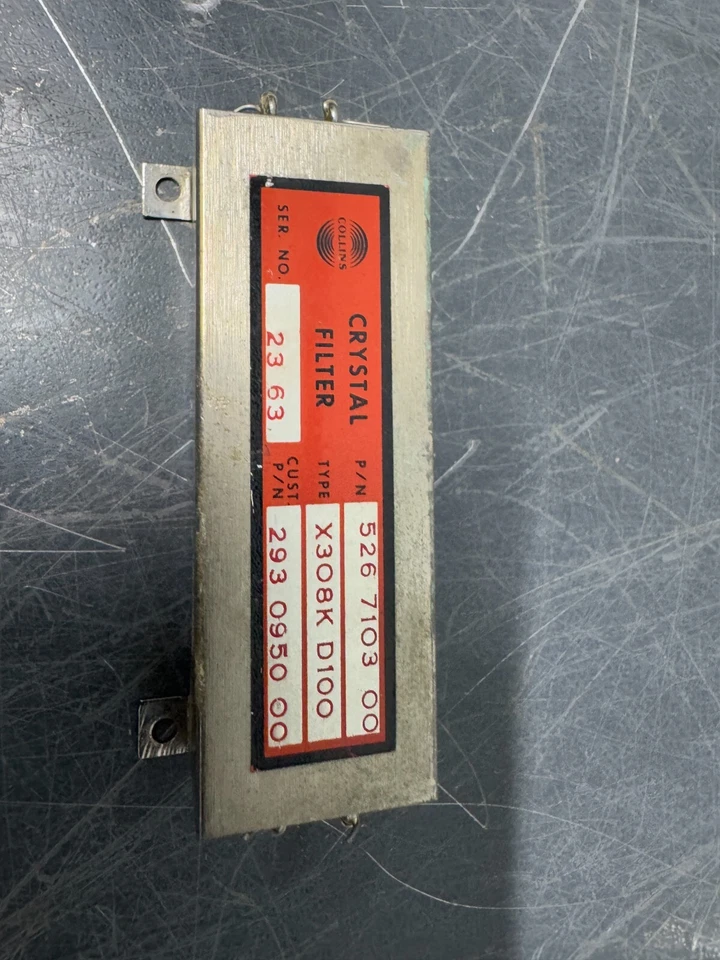 COLLINS
CRYSTAL
FILTER
SER. NO. 23 63
P/N 526 7103 00
TYPE X308K D100
CUST. P/N 293 0950 00